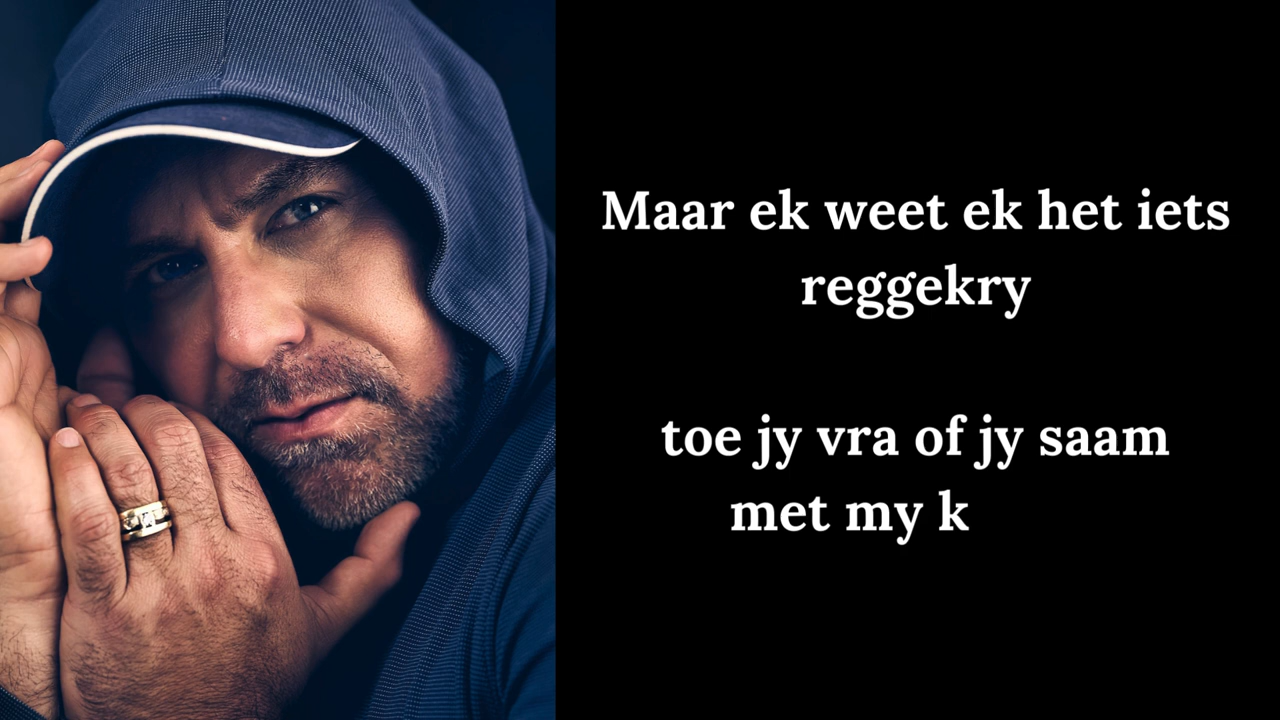 Maar ek weet ek het iets
reggekry
toe jy vra of jy saam
met my k